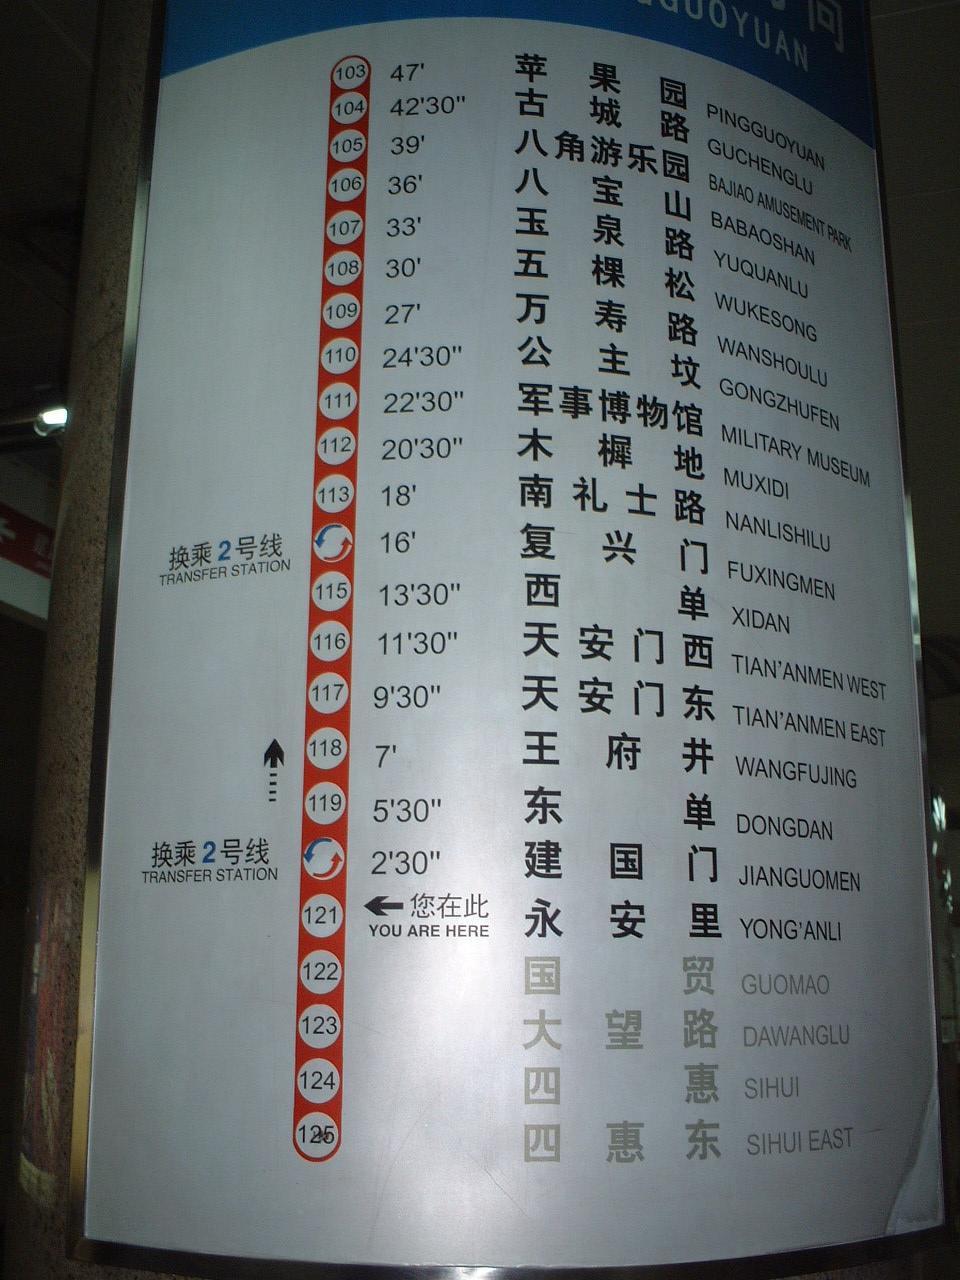 GUOYUAN
103 47' 苹果园 PINGGUOYUAN
104 42'30" 古城路 GUCHENGLU
105 39' 八角游乐园 BAJIAO AMUSEMENT PARK
106 36' 八宝山 BABAOSHAN
107 33' 玉泉路 YUQUANLU
108 30' 五棵松 WUKESONG
109 27' 万寿路 WANSHOULU
110 24'30" 公主坟 GONGZHUFEN
111 22'30" 军事博物馆 MILITARY MUSEUM
112 20'30" 木樨地 MUXIDI
113 18' 南礼士路 NANLISHILU
换乘2号线 16' 复兴门 FUXINGMEN
TRANSFER STATION
115 13'30" 西单 XIDAN
116 11'30" 天安门西 TIAN'ANMEN WEST
117 9'30" 天安门东 TIAN'ANMEN EAST
118 7' 王府井 WANGFUJING
119 5'30" 东单 DONGDAN
换乘2号线 2'30" 建国门 JIANGUOMEN
TRANSFER STATION
121 您在此 永安里 YONG'ANLI
YOU ARE HERE
122 国贸 GUOMAO
123 大望路 DAWANGLU
124 四惠 SIHUI
125 四惠东 SIHUI EAST